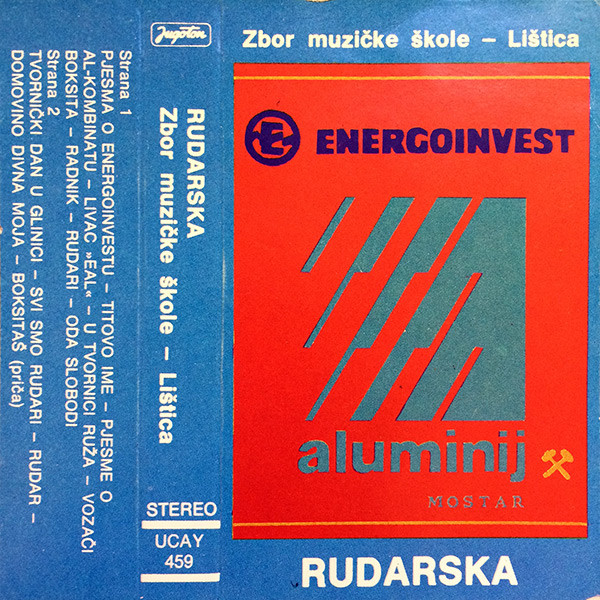 Strana 1
PJESMA O ENERGOINVESTU – TITOVO IME – PJESME O
AL-KOMBINATU – LIVAC »EAL« – U TVORNICI RUŽA – VOZAČI
BOKSITA – RADNIK – RUDARI – ODA SLOBODI
Strana 2
TVORNIČKI DAN U GLINICI – SVI SMO RUDARI – RUDAR –
DOMOVINO DIVNA MOJA – BOKSITAŠ (priča)
Jugoton
RUDARSKA
Zbor muzičke škole – Lištica
STEREO
UCAY
459
Zbor muzičke škole – Lištica
E ENERGOINVEST
aluminij
MOSTAR
RUDARSKA